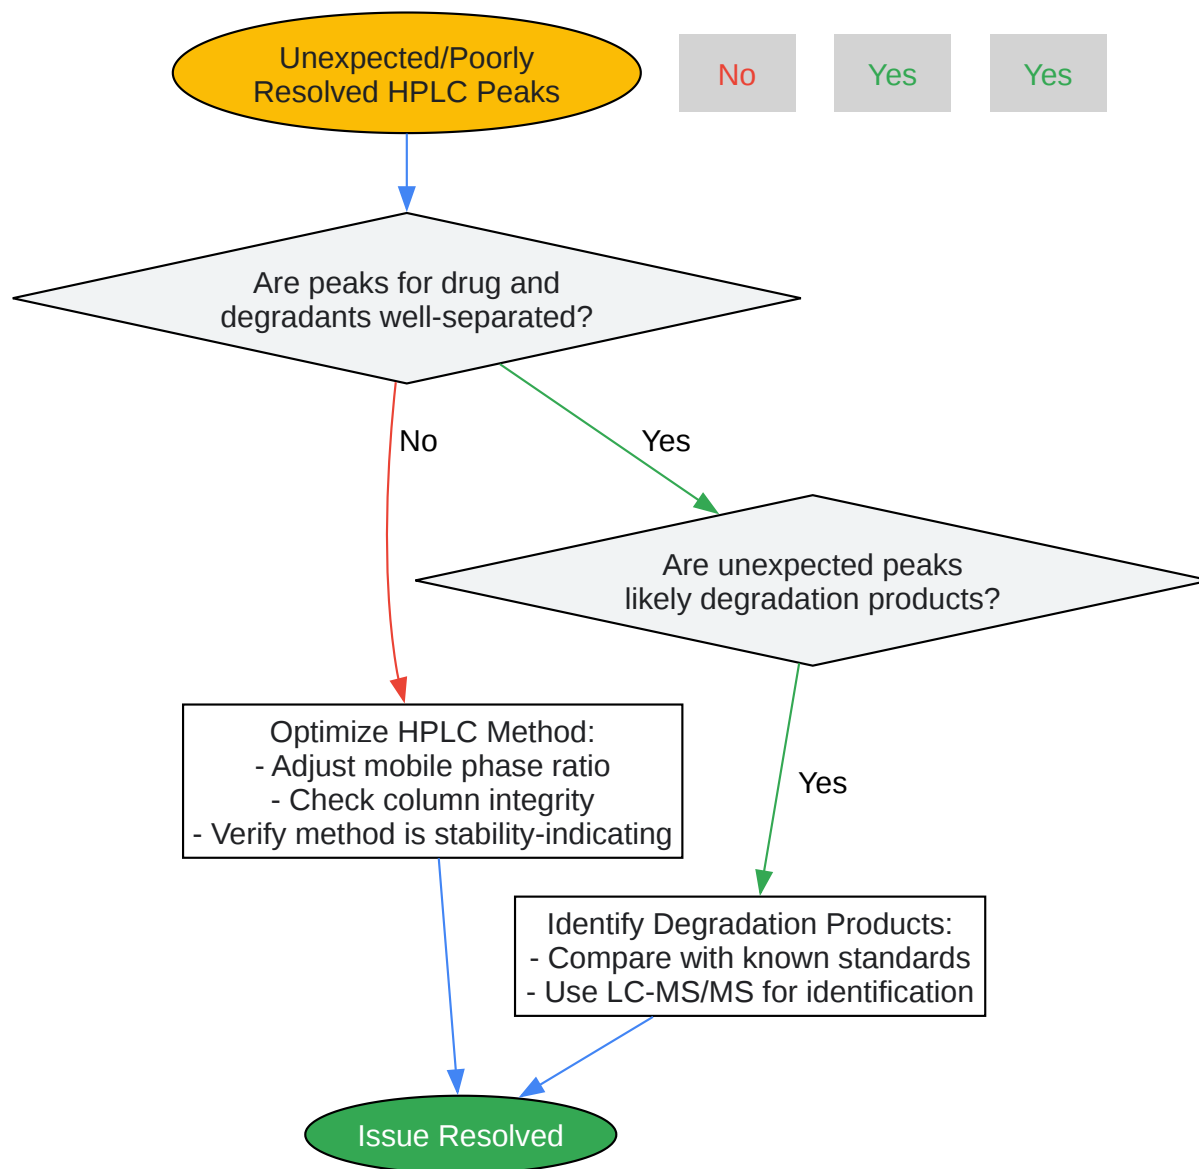 Unexpected/Poorly
Resolved HPLC Peaks
No
Yes
Yes
Are peaks for drug and
degradants well-separated?
No
Yes
Are unexpected peaks
likely degradation products?
Optimize HPLC Method:
- Adjust mobile phase ratio
- Check column integrity
- Verify method is stability-indicating
Yes
Identify Degradation Products:
- Compare with known standards
- Use LC-MS/MS for identification
Issue Resolved